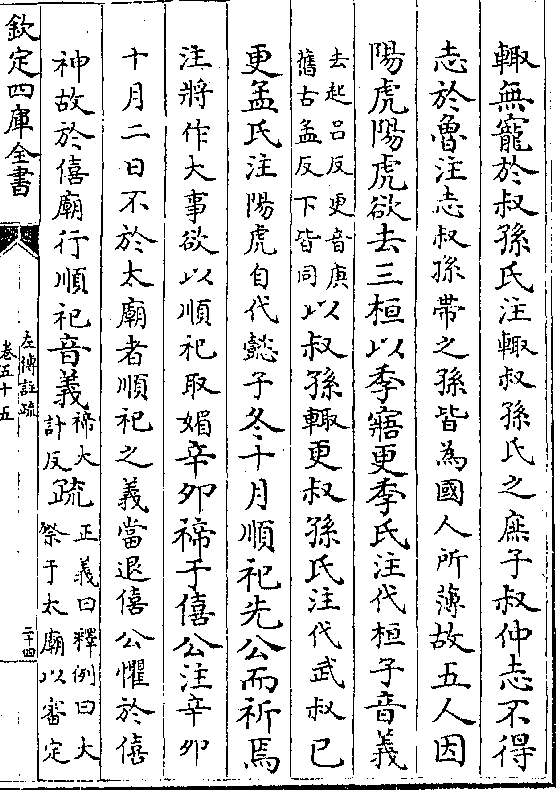 輙無寵於叔孫氏注輙叔孫氏之庶子叔仲志不得
志於魯注志叔孫帶之孫皆為國人所薄故五人因
陽虎陽虎欲去三桓以季寤更季氏注代桓子音義
去起呂反更音庚
舊古孟反下皆同以叔孫輙更叔孫氏注代武叔已
更孟氏注陽虎自代懿子冬十月順祀先公而祈焉
注將作大事欲以順祀取媚辛夘禘于僖公注辛夘
十月二日不於太廟者順祀之義當退僖公懼於僖
神故於僖廟行順祀音義禘大
計反疏正義曰釋例曰大
祭于太廟以審定
欽定四庫全書
左傳註疏
卷五十五
二十四